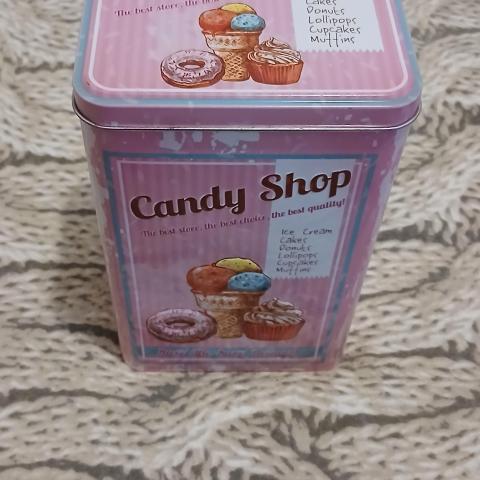 The best store, the be
Cakes
Donuts
Lollipops
Cupcakes
Muffins
Candy Shop
The best store, the best choice, the best quality!
Ice Cream
Cakes
Donuts
Lollipops
Cupcakes
Muffins